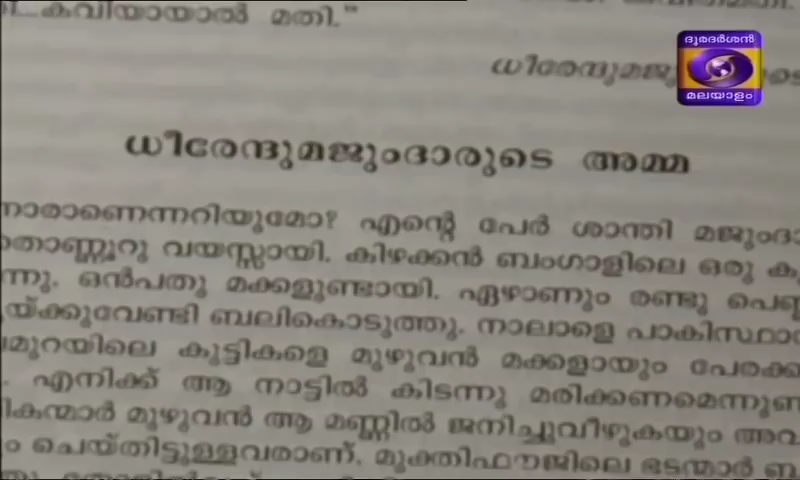 കവിയായാൽ മതി."
ധീരേന്ദുമജു
ദൂരദർശൻ
മലയാളം
ധീരേന്ദുമജുംദാരുടെ അമ്മ
നാരാണെന്നറിയുമോ? എന്റെ പേർ ശാന്തി മജുംദാ
തൊണ്ണൂറു വയസ്സായി. കിഴക്കൻ ബംഗാളിലെ ഒരു ക
ന്നു. ഒൻപതു മക്കളുണ്ടായി. ഏഴാണും രണ്ടു പെണ്ണ
യ്ക്കുവേണ്ടി ബലികൊടുത്തു. നാലാളെ പാകിസ്ഥാ
മുറയിലെ കുട്ടികളെ മുഴുവൻ മക്കളായും പേരക്ക
എനിക്ക് ആ നാട്ടിൽ കിടന്നു മരിക്കണമെന്നുണ
ികന്മാർ മുഴുവൻ ആ മണ്ണിൽ ജനിച്ചുവീഴുകയും അവ
ം ചെയ്തിട്ടുള്ളവരാണ്. മുക്തിഫൗജിലെ ഭടന്മാർ ബ